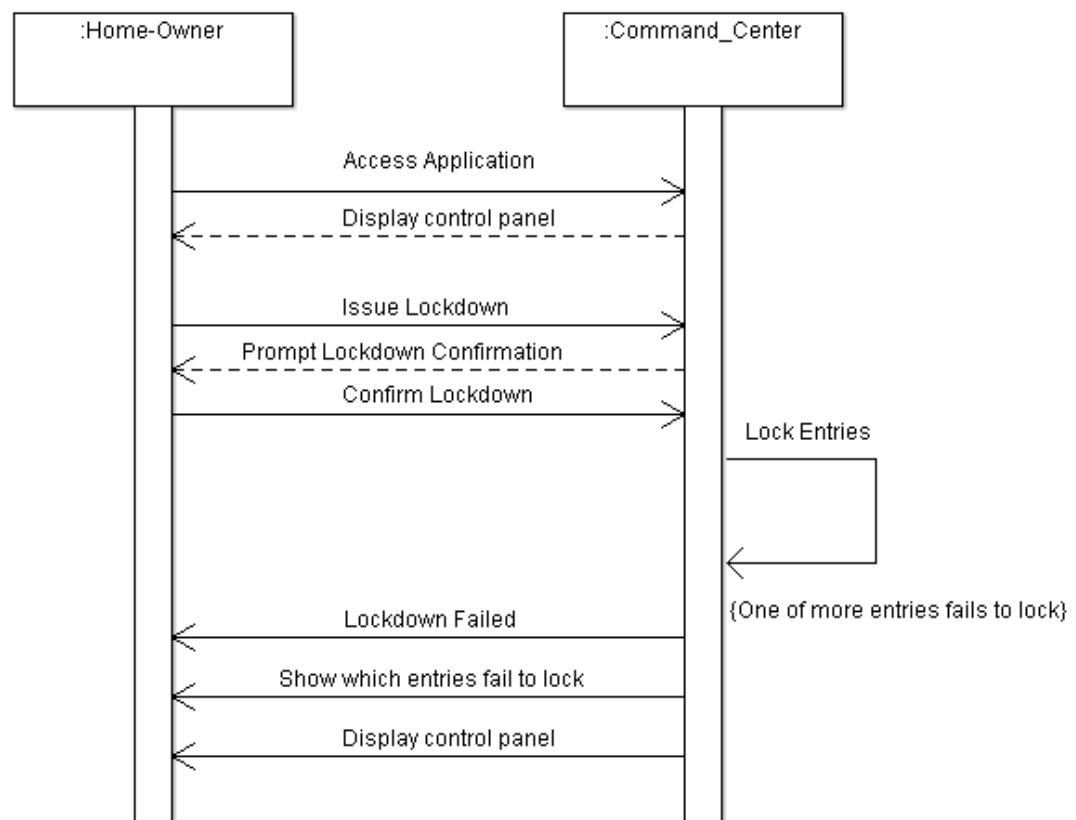 :Home-Owner
:Command_Center
Access Application
Display control panel
Issue Lockdown
Prompt Lockdown Confirmation
Confirm Lockdown
Lock Entries
{One of more entries fails to lock}
Lockdown Failed
Show which entries fail to lock
Display control panel